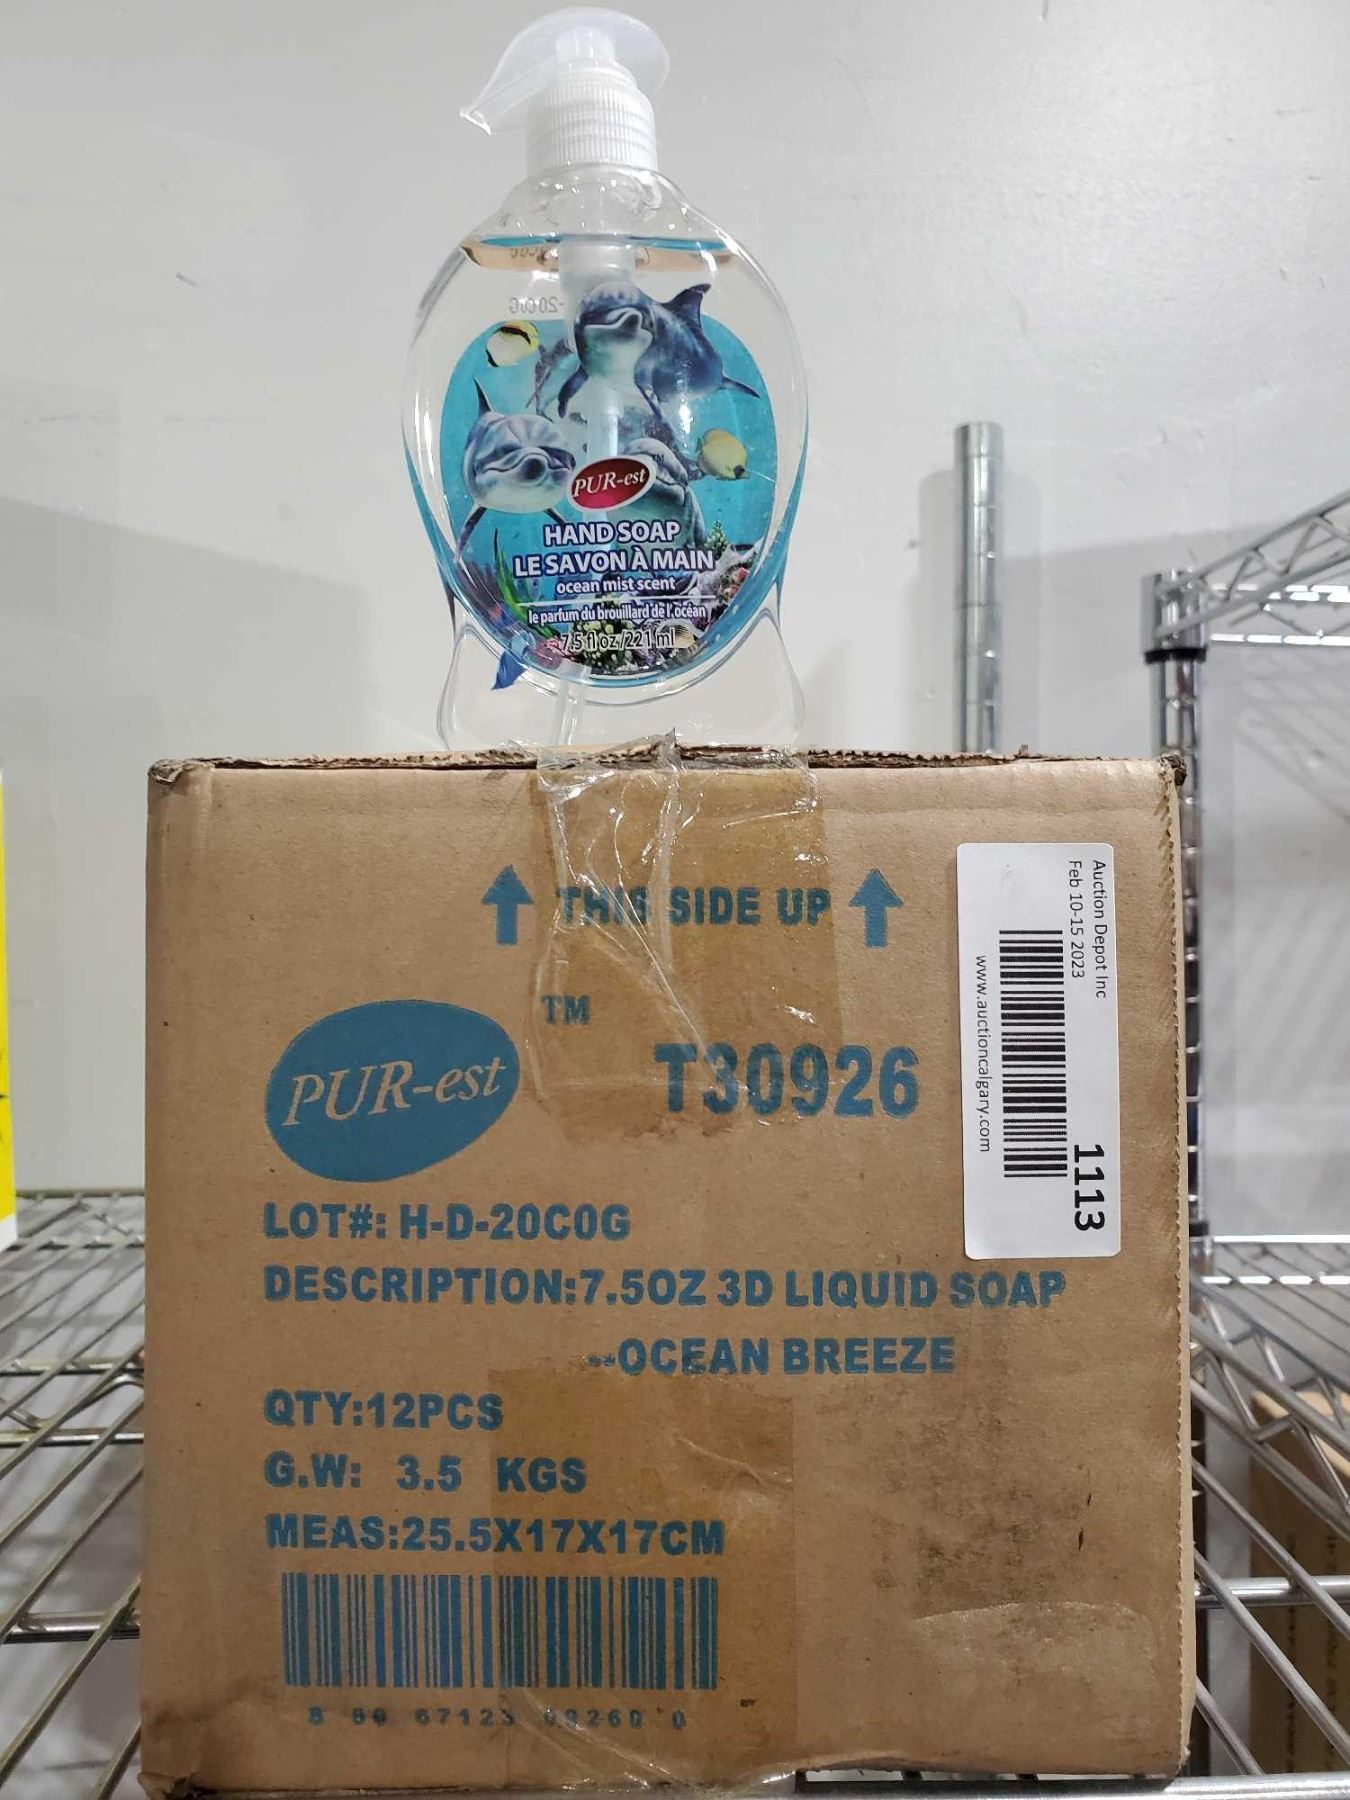 PUR-est
HAND SOAP
LE SAVON À MAIN
ocean mist scent
le parfum du brouillard de l'océan
7.5 fl oz/221 ml
THIS SIDE UP
TM
PUR-est
T30926
LOT#: H-D-20C0G
DESCRIPTION:7.5OZ 3D LIQUID SOAP
--OCEAN BREEZE
QTY:12PCS
G.W: 3.5 KGS
MEAS:25.5X17X17CM
Auction Depot Inc
Feb 10-15 2023
1113
www.auctioncalgary.com